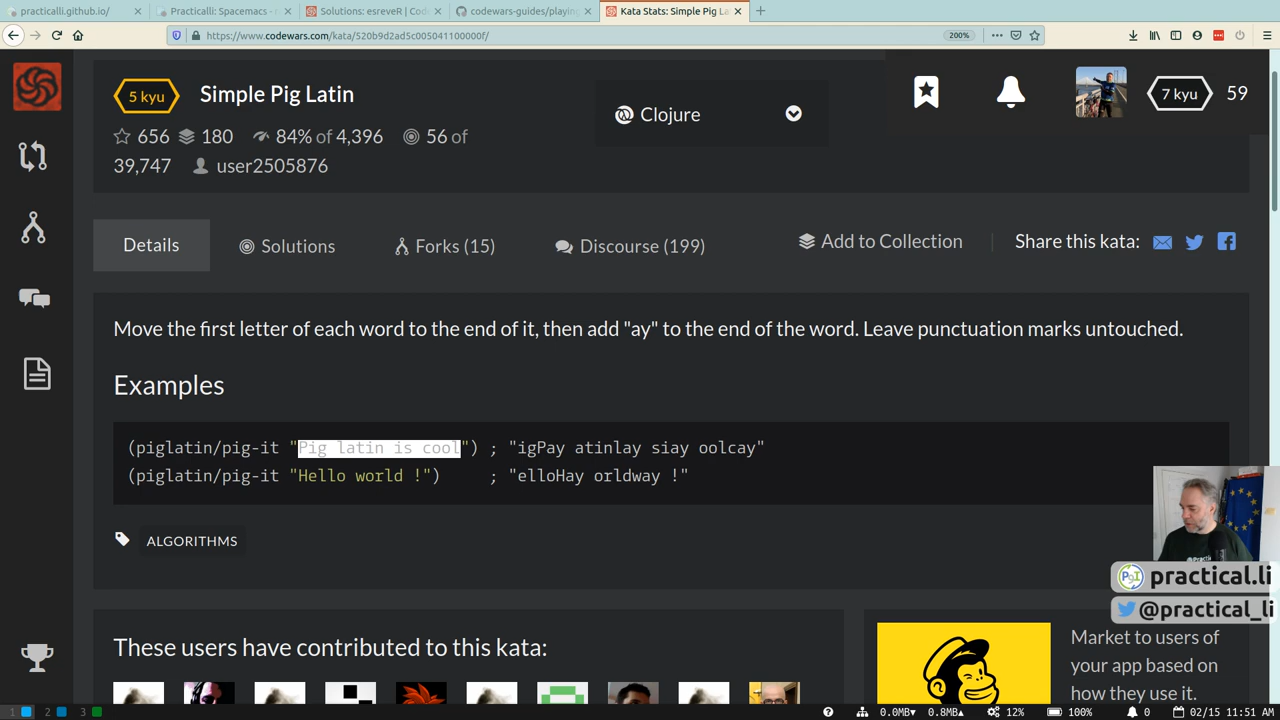 practicalli.github.io/
Practicalli: Spacemacs -
Solutions: esreveR | Cod
codewars-guides/playing
Kata Stats: Simple Pig L
https://www.codewars.com/kata/520b9d2ad5c005041100000f/
200%
5 kyu
Simple Pig Latin
Clojure
7 kyu
59
656
180
84% of 4,396
56 of
39,747
user2505876
Details
Solutions
Forks (15)
Discourse (199)
Add to Collection
Share this kata:
Move the first letter of each word to the end of it, then add "ay" to the end of the word. Leave punctuation marks untouched.
Examples
(piglatin/pig-it "Pig latin is cool") ; "igPay atinlay siay oolcay"
(piglatin/pig-it "Hello world !") ; "elloHay orldway !"
ALGORITHMS
practical.li
@practical_li
These users have contributed to this kata:
Market to users of
your app based on
how they use it.
1
2
3
0.0MB
0.8MB
12%
100%
0
02/15 11:51 AM